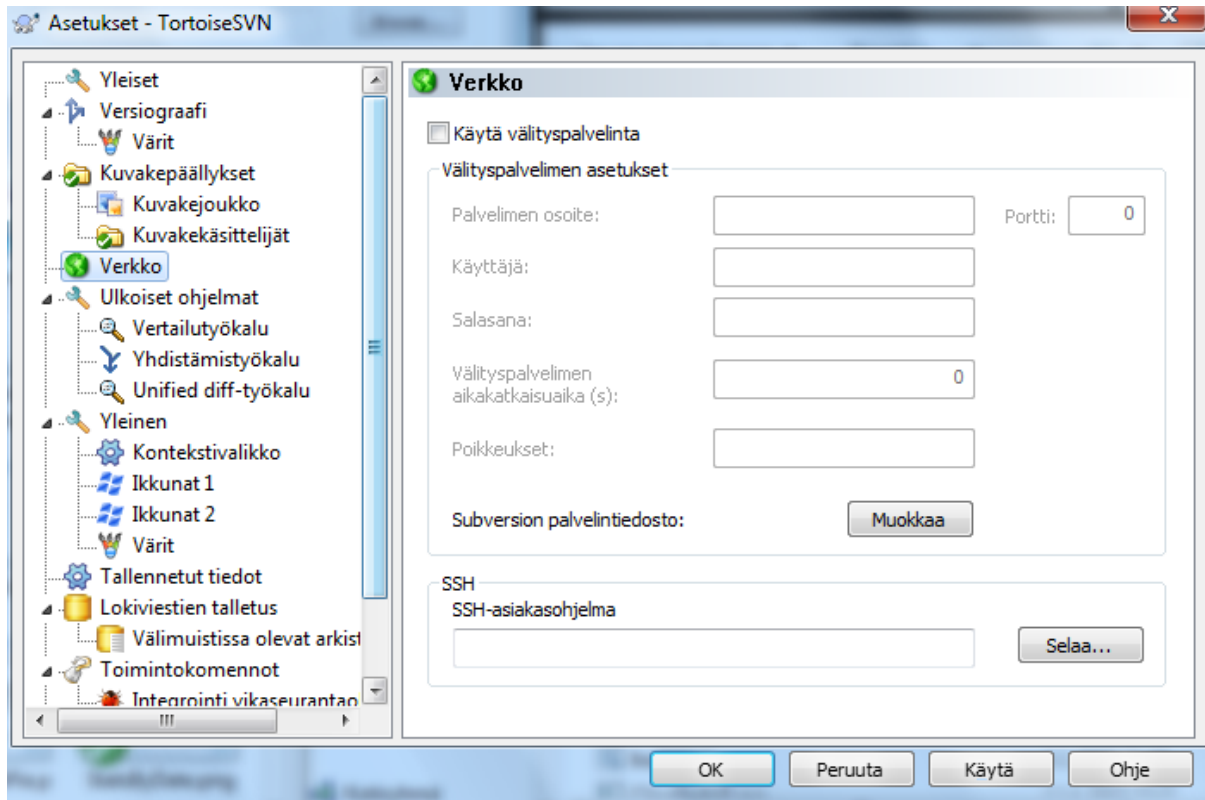 Asetukset - TortoiseSVN
Yleiset
Versiograafi
Värit
Kuvakepäällykset
Kuvakejoukko
Kuvakekäsittelijät
Verkko
Ulkoiset ohjelmat
Vertailutyökalu
Yhdistämistyökalu
Unified diff-työkalu
Yleinen
Kontekstivalikko
Ikkunat 1
Ikkunat 2
Värit
Tallennetut tiedot
Lokiviestien talletus
Välimuistissa olevat arkist
Toimintokomennot
Integrointi vikaseurantao
Verkko
Käytä välityspalvelinta
Välityspalvelimen asetukset
Palvelimen osoite:
Portti: 0
Käyttäjä:
Salasana:
Välityspalvelimen
aikakatkaisuaika (s): 0
Poikkeukset:
Subversion palvelintiedosto: Muokkaa
SSH
SSH-asiakasohjelma
Selaa...
OK Peruuta Käytä Ohje